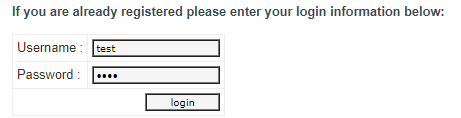 If you are already registered please enter your login information below:
Username : test
Password : ••••
login